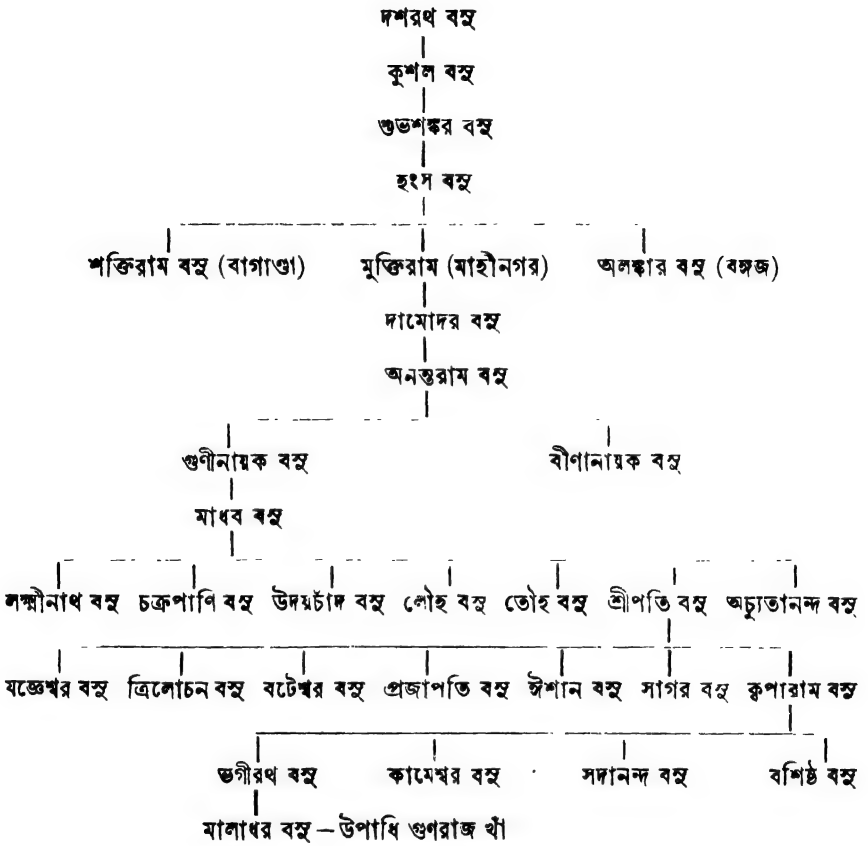 দশরথ বসু
কুশল বসু
শুভশঙ্কর বসু
হংস বসু
শক্তিরাম বসু (বাগাণ্ডা) মুক্তিরাম (মাহীনগর) অলঙ্কার বসু (বঙ্গজ)
দামোদর বসু
অনন্তরাম বসু
গুণীনায়ক বসু বীণানায়ক বসু
মাধব বসু
লক্ষ্মীনাথ বসু চক্রপাণি বসু উদয়চাঁদ বসু লৌহ বসু তৌহ বসু শ্রীপতি বসু অচ্যুতানন্দ বসু
যজ্ঞেশ্বর বসু ত্রিলোচন বসু বটেশ্বর বসু প্রজাপতি বসু ঈশান বসু সাগর বসু কৃপারাম বসু
ভগীরথ বসু কামেশ্বর বসু সদানন্দ বসু বশিষ্ঠ বসু
মালাধর বসু – উপাধি গুণরাজ খাঁ